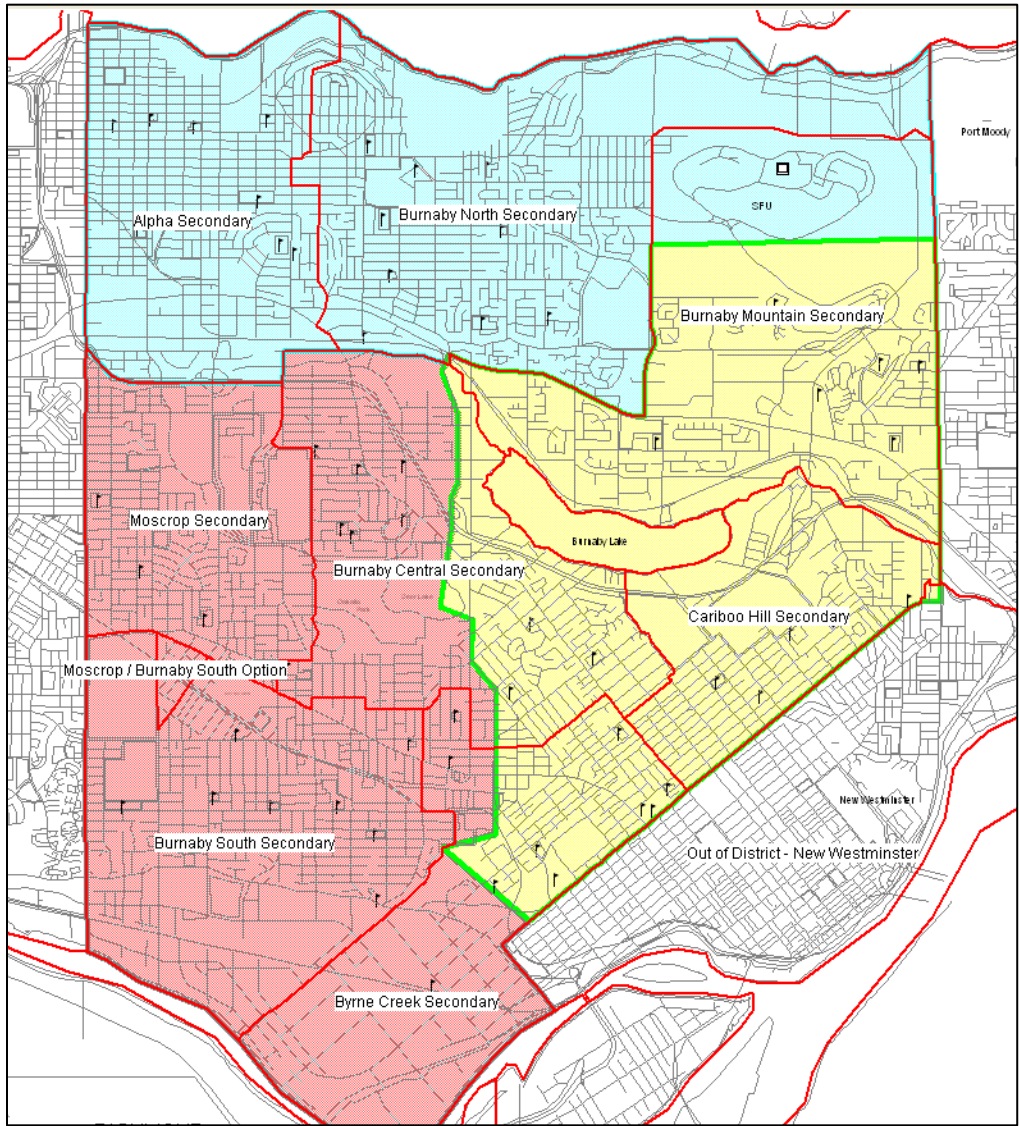 Port Moody
SFU
Alpha Secondary
Burnaby North Secondary
Burnaby Mountain Secondary
Moscrop Secondary
Burnaby Lake
Burnaby Central Secondary
Deer Lake
Cariboo Hill Secondary
Moscrop / Burnaby South Option
New Westminster
Burnaby South Secondary
Out of District - New Westminster
Byrne Creek Secondary